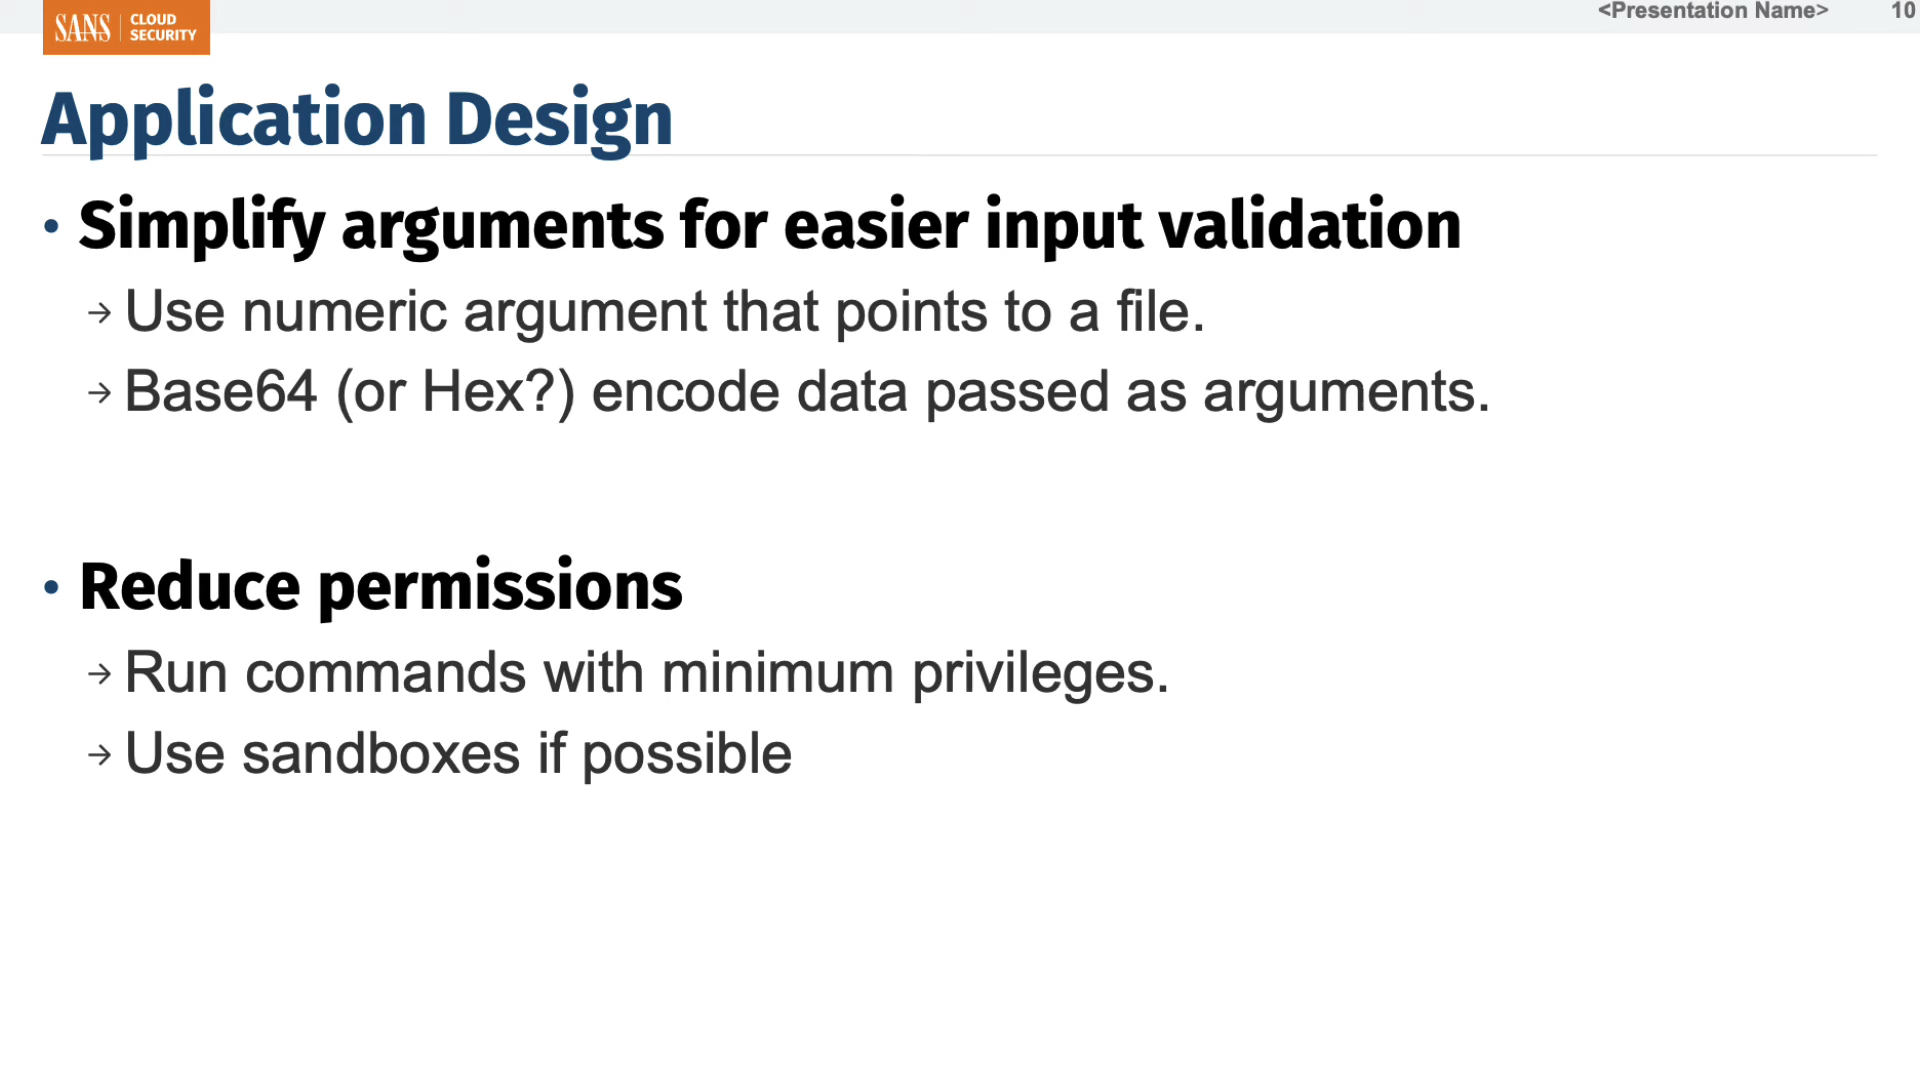 SANS
CLOUD
SECURITY
<Presentation Name>
10
Application Design
• Simplify arguments for easier input validation
→ Use numeric argument that points to a file.
→ Base64 (or Hex?) encode data passed as arguments.
• Reduce permissions
→ Run commands with minimum privileges.
→ Use sandboxes if possible